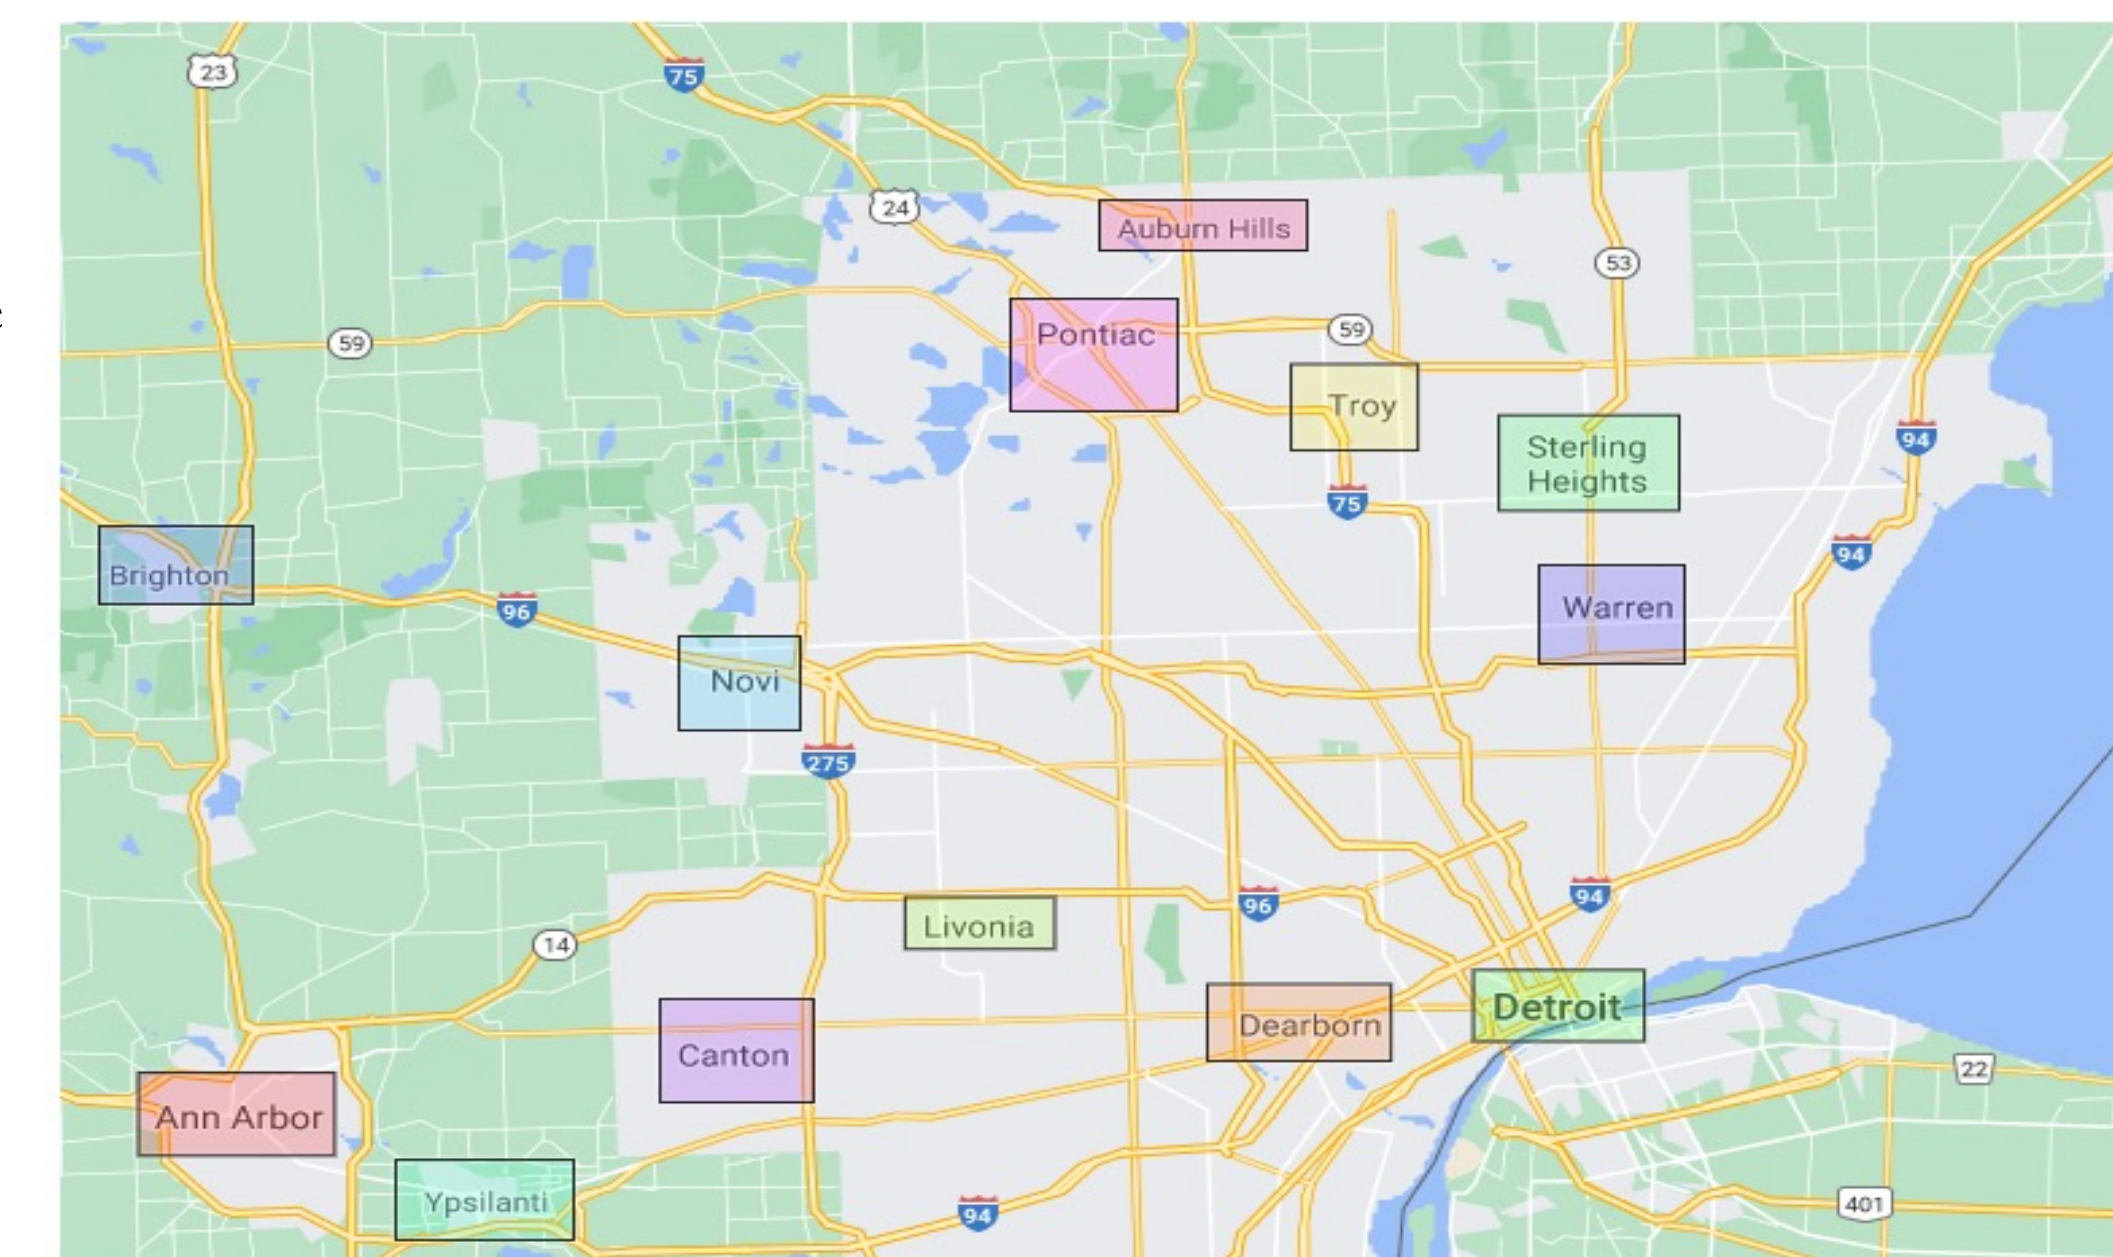 23
75
24
Auburn Hills
53
59
Pontiac
59
Troy
Sterling
Heights
94
75
94
Brighton
96
Warren
Novi
275
Livonia
96
94
14
Detroit
Dearborn
Canton
22
Ann Arbor
Ypsilanti
94
401